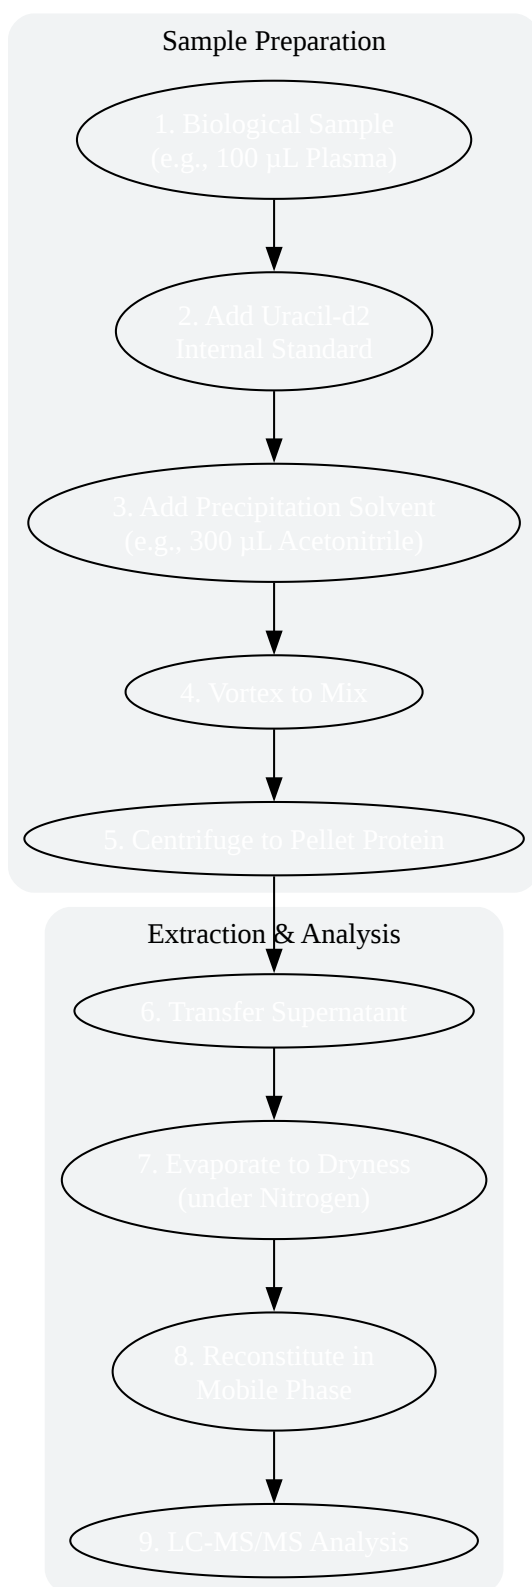 Sample Preparation
1. Biological Sample
(e.g., 100 µL Plasma)
2. Add Uracil-d2
Internal Standard
3. Add Precipitation Solvent
(e.g., 300 µL Acetonitrile)
4. Vortex to Mix
5. Centrifuge to Pellet Protein
Extraction & Analysis
6. Transfer Supernatant
7. Evaporate to Dryness
(under Nitrogen)
8. Reconstitute in
Mobile Phase
9. LC-MS/MS Analysis